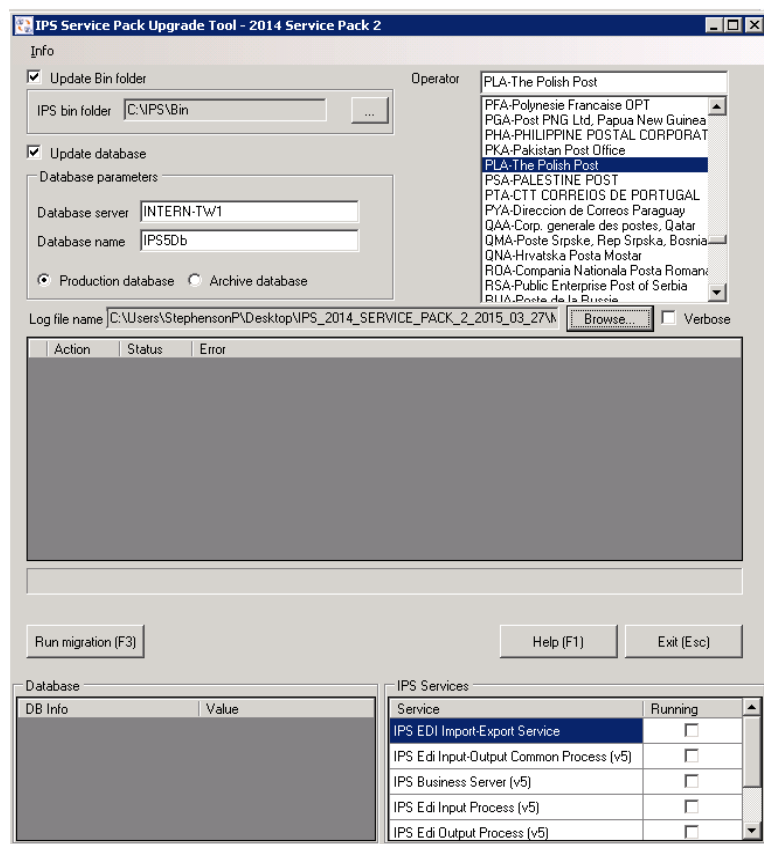 IPS Service Pack Upgrade Tool - 2014 Service Pack 2
Info
Update Bin folder
IPS bin folder C:\IPS\Bin ...
Update database
Database parameters
Database server INTERN-TW1
Database name IPS5Db
Production database Archive database
Operator PLA-The Polish Post
PFA-Polynesie Francaise OPT
PGA-Post PNG Ltd, Papua New Guinea
PHA-PHILIPPINE POSTAL CORPORAT
PKA-Pakistan Post Office
PLA-The Polish Post
PSA-PALESTINE POST
PTA-CTT CORREIOS DE PORTUGAL
PYA-Direccion de Correos Paraguay
QAA-Corp. generale des postes, Qatar
QMA-Poste Srpske, Rep Srpska, Bosnia
QNA-Hrvatska Posta Mostar
ROA-Compania Nationala Posta Romana
RSA-Public Enterprise Post of Serbia
RUA-Poste de la Russie
Log file name C:\Users\StephensonP\Desktop\IPS_2014_SERVICE_PACK_2_2015_03_27\ Browse... Verbose
Action Status Error
Run migration (F3) Help (F1) Exit (Esc)
Database
DB Info Value
IPS Services
Service Running
IPS EDI Import-Export Service
IPS Edi Input-Output Common Process (v5)
IPS Business Server (v5)
IPS Edi Input Process (v5)
IPS Edi Output Process (v5)